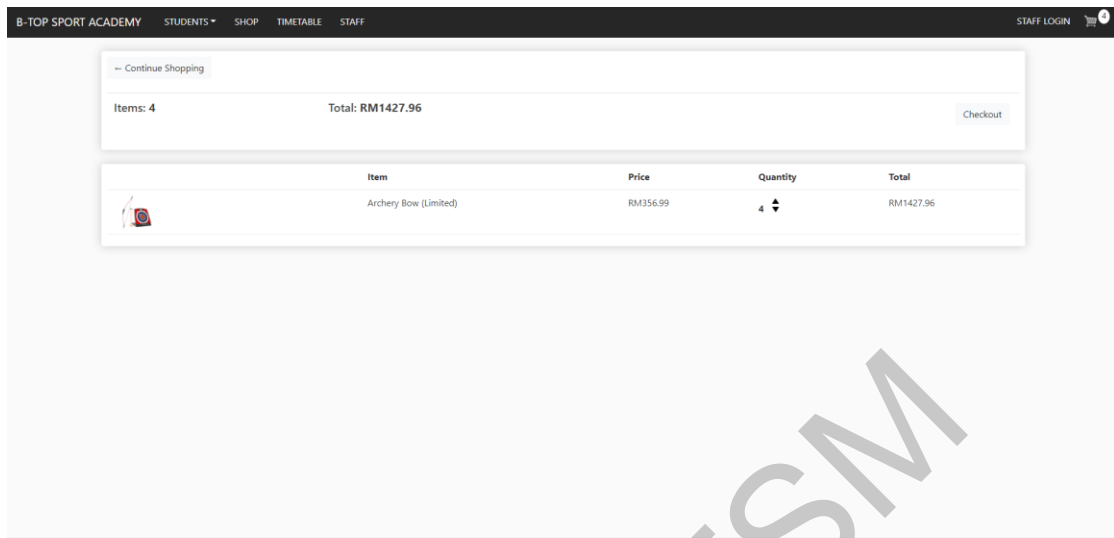 B-TOP SPORT ACADEMY STUDENTS SHOP TIMETABLE STAFF STAFF LOGIN 4
← Continue Shopping
Items: 4 Total: RM1427.96 Checkout
Item Price Quantity Total
Archery Bow (Limited) RM356.99 4 RM1427.96